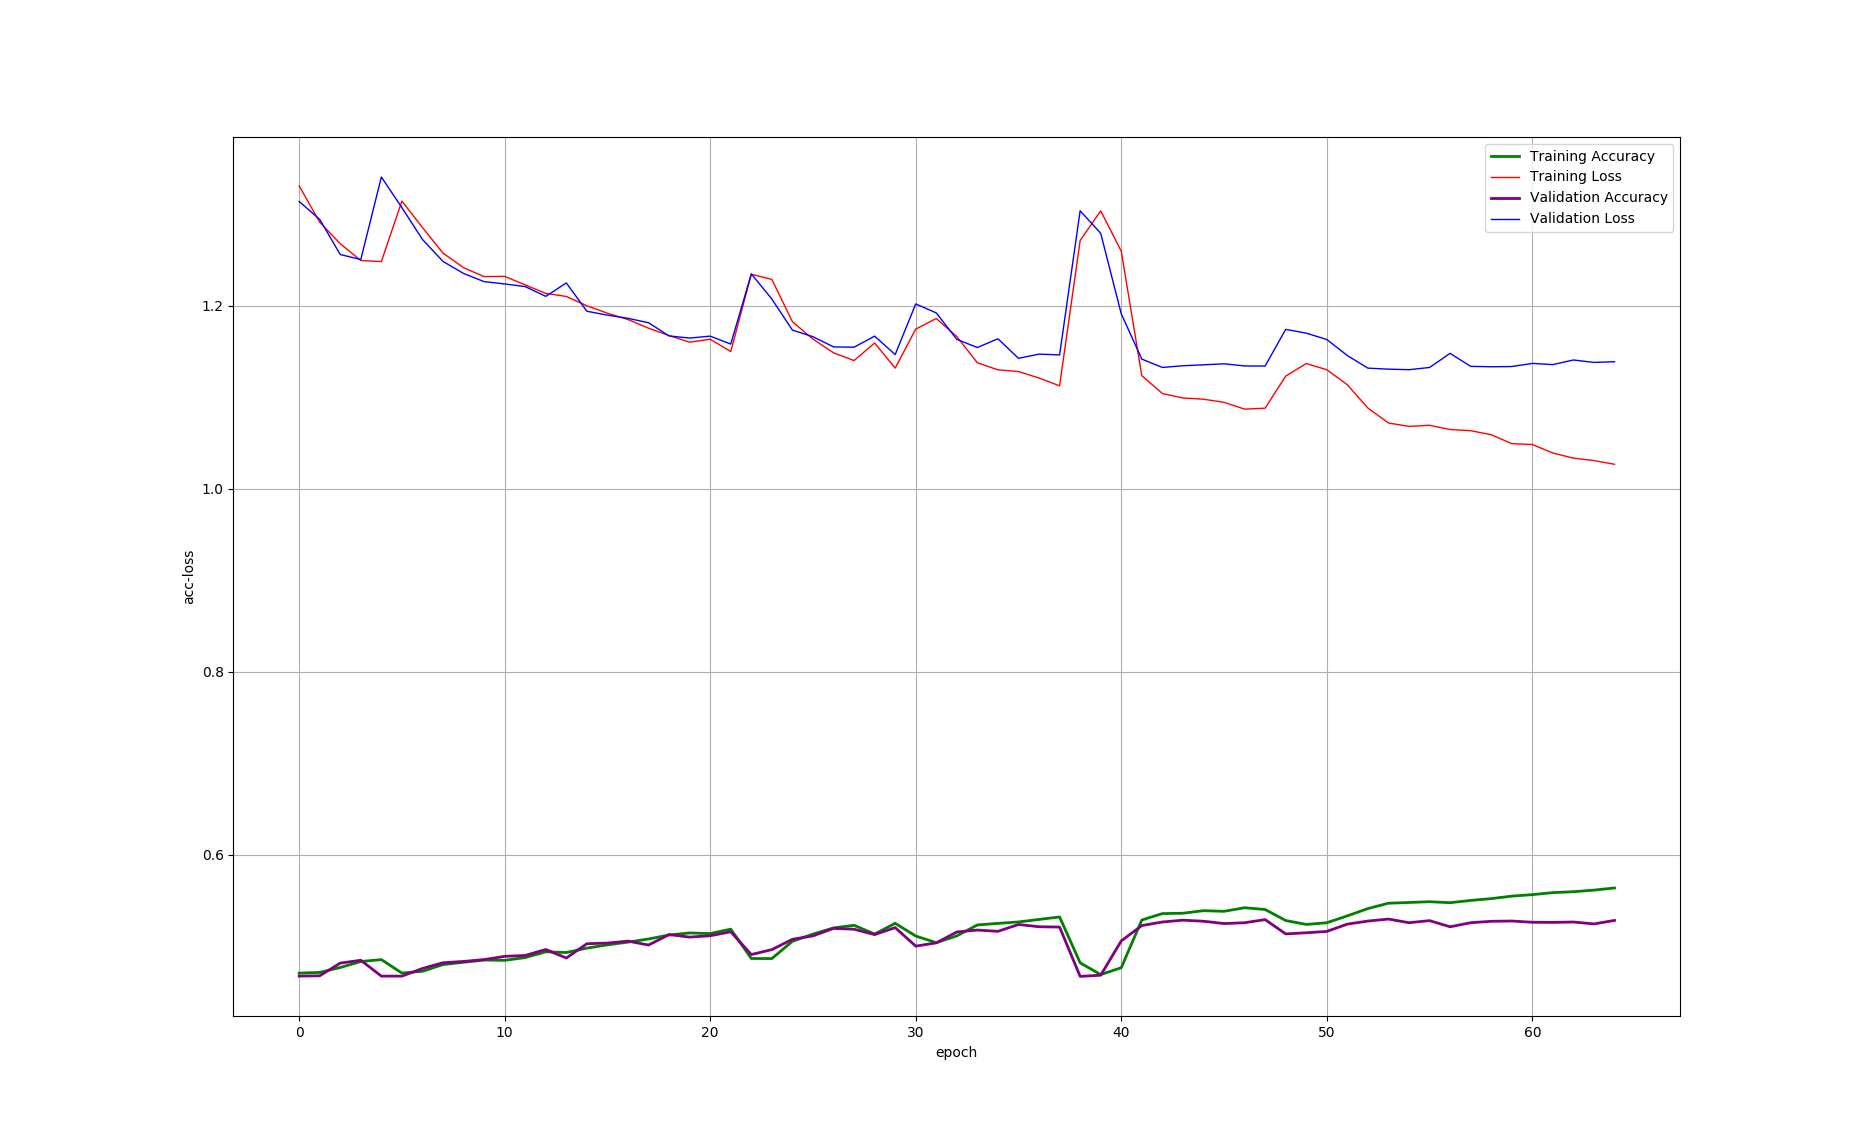 Training Accuracy
Training Loss
Validation Accuracy
Validation Loss
1.2
1.0
0.8
0.6
acc-loss
0 10 20 30 40 50 60
epoch